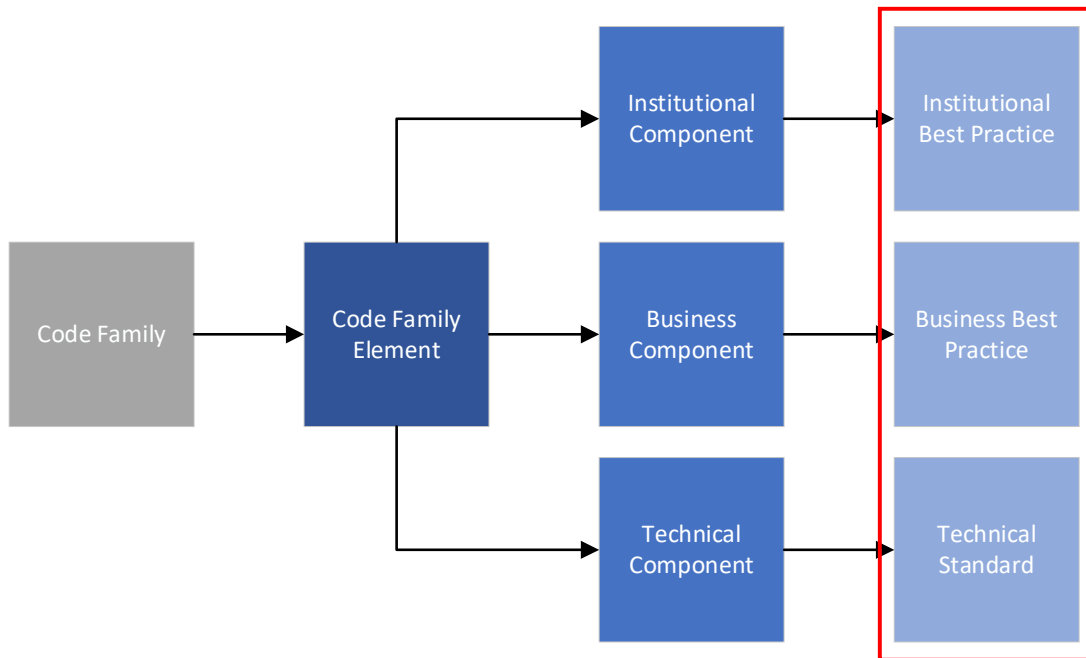 Institutional
Component
Institutional
Best Practice
Code Family
Code Family
Element
Business
Component
Business Best
Practice
Technical
Component
Technical
Standard